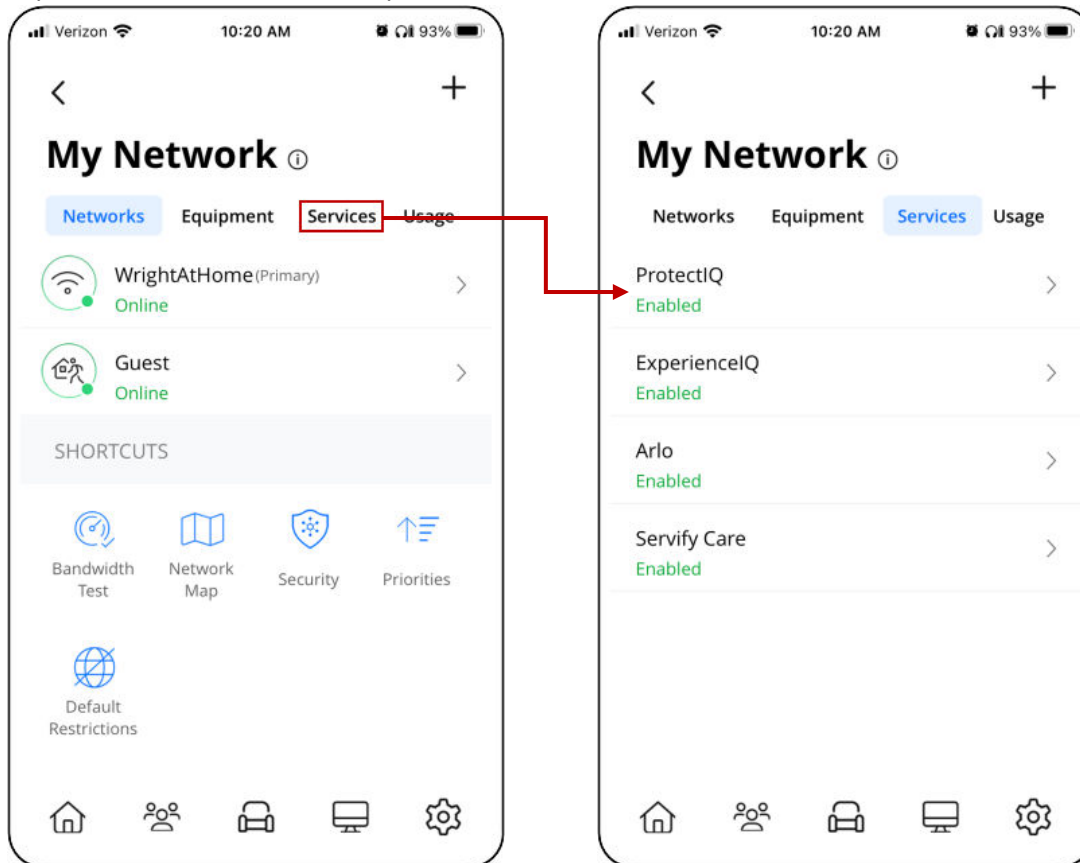 Verizon 10:20 AM 93%
My Network
Networks Equipment Services Usage
WrightAtHome (Primary)
Online
Guest
Online
SHORTCUTS
Bandwidth Test
Network Map
Security
Priorities
Default
Restrictions
Verizon 10:20 AM 93%
My Network
Networks Equipment Services Usage
ProtectIQ
Enabled
ExperienceIQ
Enabled
Arlo
Enabled
Servify Care
Enabled